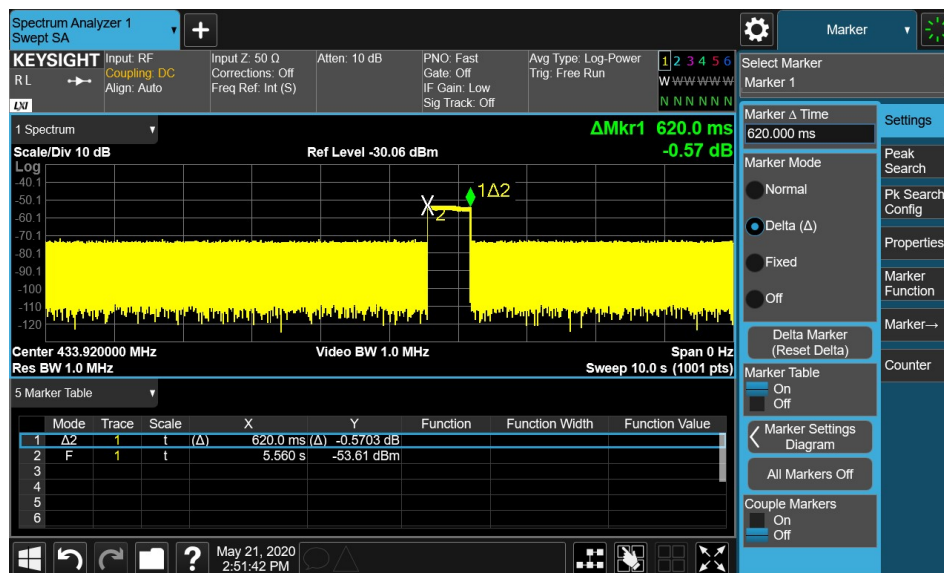 Spectrum Analyzer 1
Swept SA
+
Marker
KEYSIGHT
R L
LXI
Input: RF
Coupling: DC
Align: Auto
Input Z: 50 Ω
Corrections: Off
Freq Ref: Int (S)
Atten: 10 dB
PNO: Fast
Gate: Off
IF Gain: Low
Sig Track: Off
Avg Type: Log-Power
Trig: Free Run
1 2 3 4 5 6
W W W W W W
N N N N N N
Select Marker
Marker 1
1 Spectrum
ΔMkr1 620.0 ms
-0.57 dB
Scale/Div 10 dB
Ref Level -30.06 dBm
Log
-40.1
-50.1
-60.1
-70.1
-80.1
-90.1
-100
-110
-120
1Δ2
X
2
Center 433.920000 MHz
Video BW 1.0 MHz
Span 0 Hz
Res BW 1.0 MHz
Sweep 10.0 s (1001 pts)
5 Marker Table
Mode Trace Scale X Y Function Function Width Function Value
1 Δ2 1 t (Δ) 620.0 ms (Δ) -0.5703 dB
2 F 1 t 5.560 s -53.61 dBm
3
4
5
6
Marker Δ Time
620.000 ms
Marker Mode
Normal
Delta (Δ)
Fixed
Off
Delta Marker
(Reset Delta)
Marker Table
On
Off
Marker Settings
Diagram
All Markers Off
Couple Markers
On
Off
Settings
Peak
Search
Pk Search
Config
Properties
Marker
Function
Marker→
Counter
?
May 21, 2020
2:51:42 PM